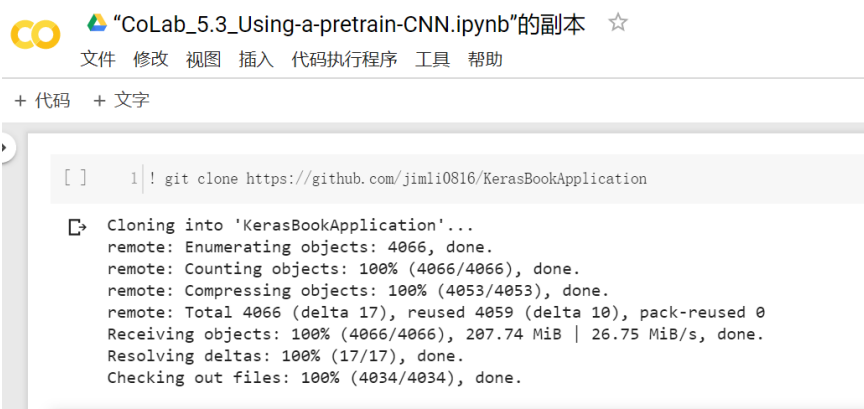 “CoLab_5.3_Using-a-pretrain-CNN.ipynb”的副本
文件 修改 视图 插入 代码执行程序 工具 帮助
+ 代码 + 文字
[ ] 1 ! git clone https://github.com/jimli0816/KerasBookApplication
Cloning into 'KerasBookApplication'...
remote: Enumerating objects: 4066, done.
remote: Counting objects: 100% (4066/4066), done.
remote: Compressing objects: 100% (4053/4053), done.
remote: Total 4066 (delta 17), reused 4059 (delta 10), pack-reused 0
Receiving objects: 100% (4066/4066), 207.74 MiB | 26.75 MiB/s, done.
Resolving deltas: 100% (17/17), done.
Checking out files: 100% (4034/4034), done.